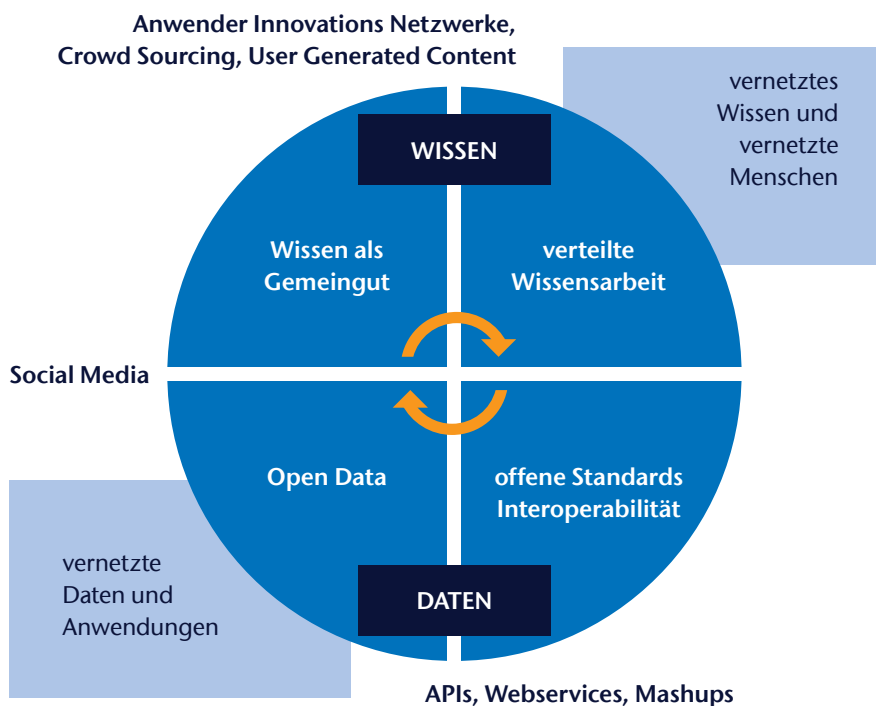 Anwender Innovations Netzwerke,
Crowd Sourcing, User Generated Content
vernetztes
Wissen und
vernetzte
Menschen
WISSEN
Wissen als
Gemeingut
verteilte
Wissensarbeit
Social Media
Open Data
offene Standards
Interoperabilität
vernetzte
Daten und
Anwendungen
DATEN
APIs, Webservices, Mashups